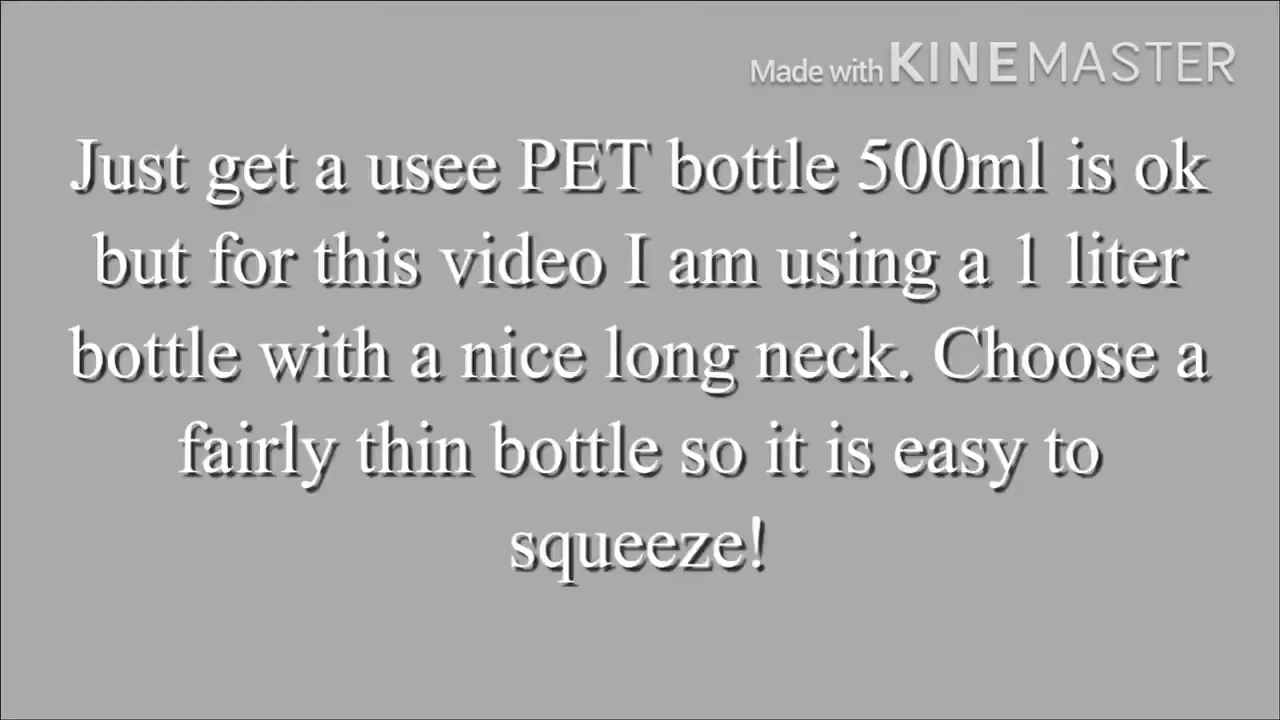 Made with KINEMASTER
Just get a usee PET bottle 500ml is ok
but for this video I am using a 1 liter
bottle with a nice long neck. Choose a
fairly thin bottle so it is easy to
squeeze!